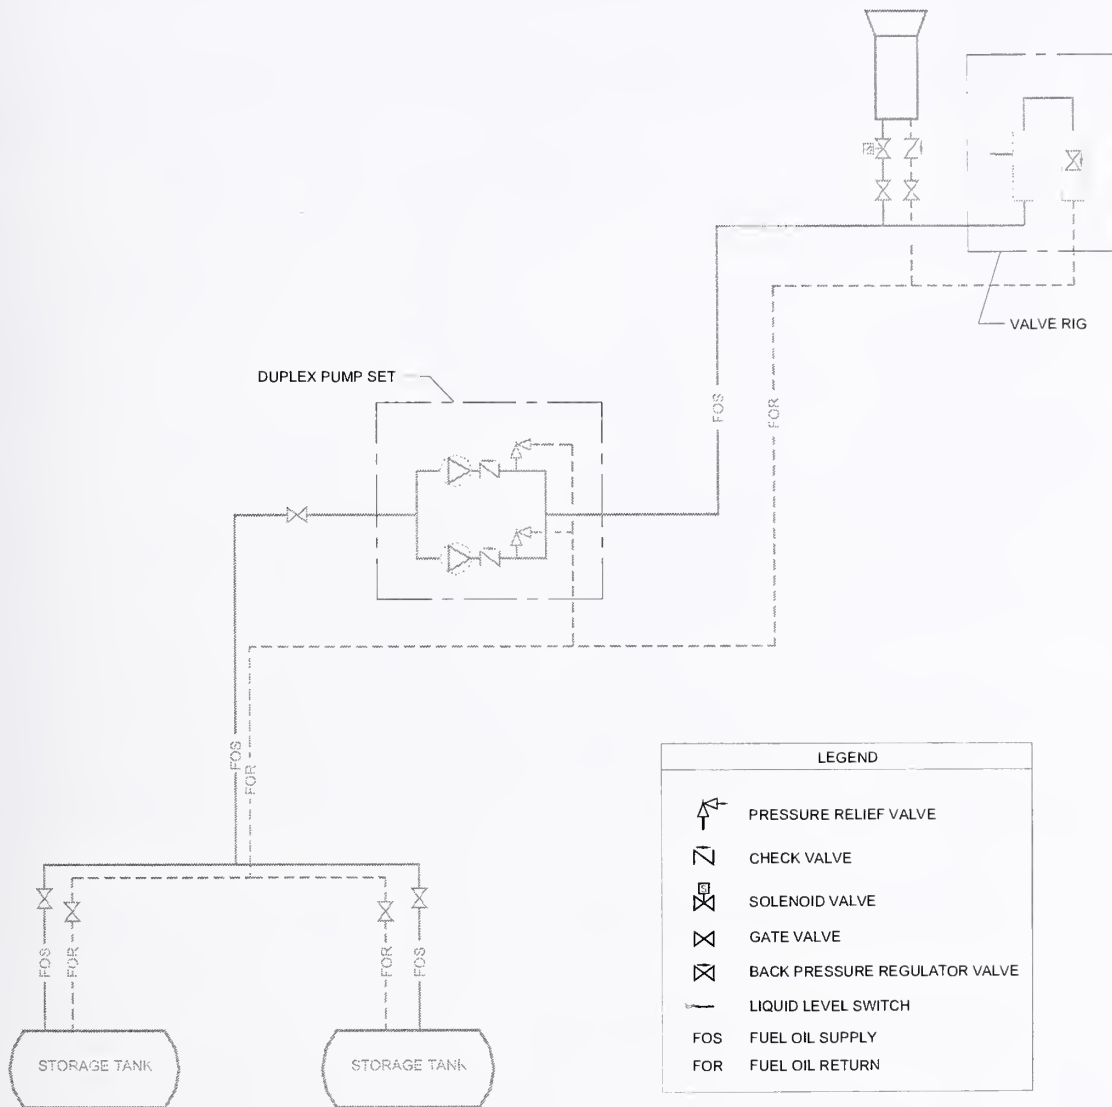 S
VALVE RIG
DUPLEX PUMP SET
FOS
FOR
FOS
FOR
FOS
FOR
FOR
FOS
STORAGE TANK
STORAGE TANK
LEGEND
PRESSURE RELIEF VALVE
CHECK VALVE
S
SOLENOID VALVE
GATE VALVE
BACK PRESSURE REGULATOR VALVE
LIQUID LEVEL SWITCH
FOS FUEL OIL SUPPLY
FOR FUEL OIL RETURN